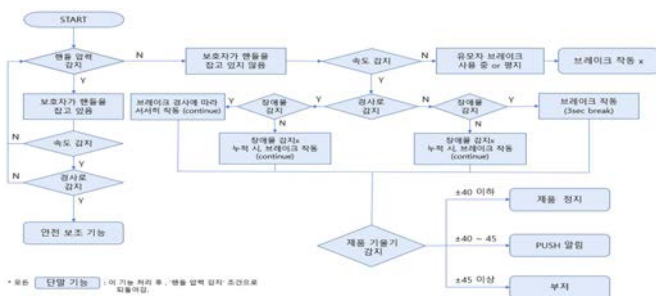 START
핸들 압력
감지
N
보호자가 핸들을
잡고 있지 않음
속도 감지
N
유모차 브레이크
사용 중 or 평지
브레이크 작동 x
Y
Y
보호자가 핸들을
잡고 있음
브레이크 경사에 따라
서서히 작동 (continue)
Y
장애물
감지
Y
경사로
감지
N
장애물
감지
Y
브레이크 작동
(3sec break)
N
속도 감지
N
N
Y
장애물 감지x
누적 시, 브레이크 작동
(continue)
장애물 감지x
누적 시, 브레이크 작동
(continue)
N
경사로
감지
Y
안전 보조 기능
제품 기울기
감지
±40 이하
제품 정지
±40 ~ 45
PUSH 알림
±45 이상
부저
* 모든 단말 기능 : 이 기능 처리 후, '핸들 압력 감지' 조건으로
되돌아감.